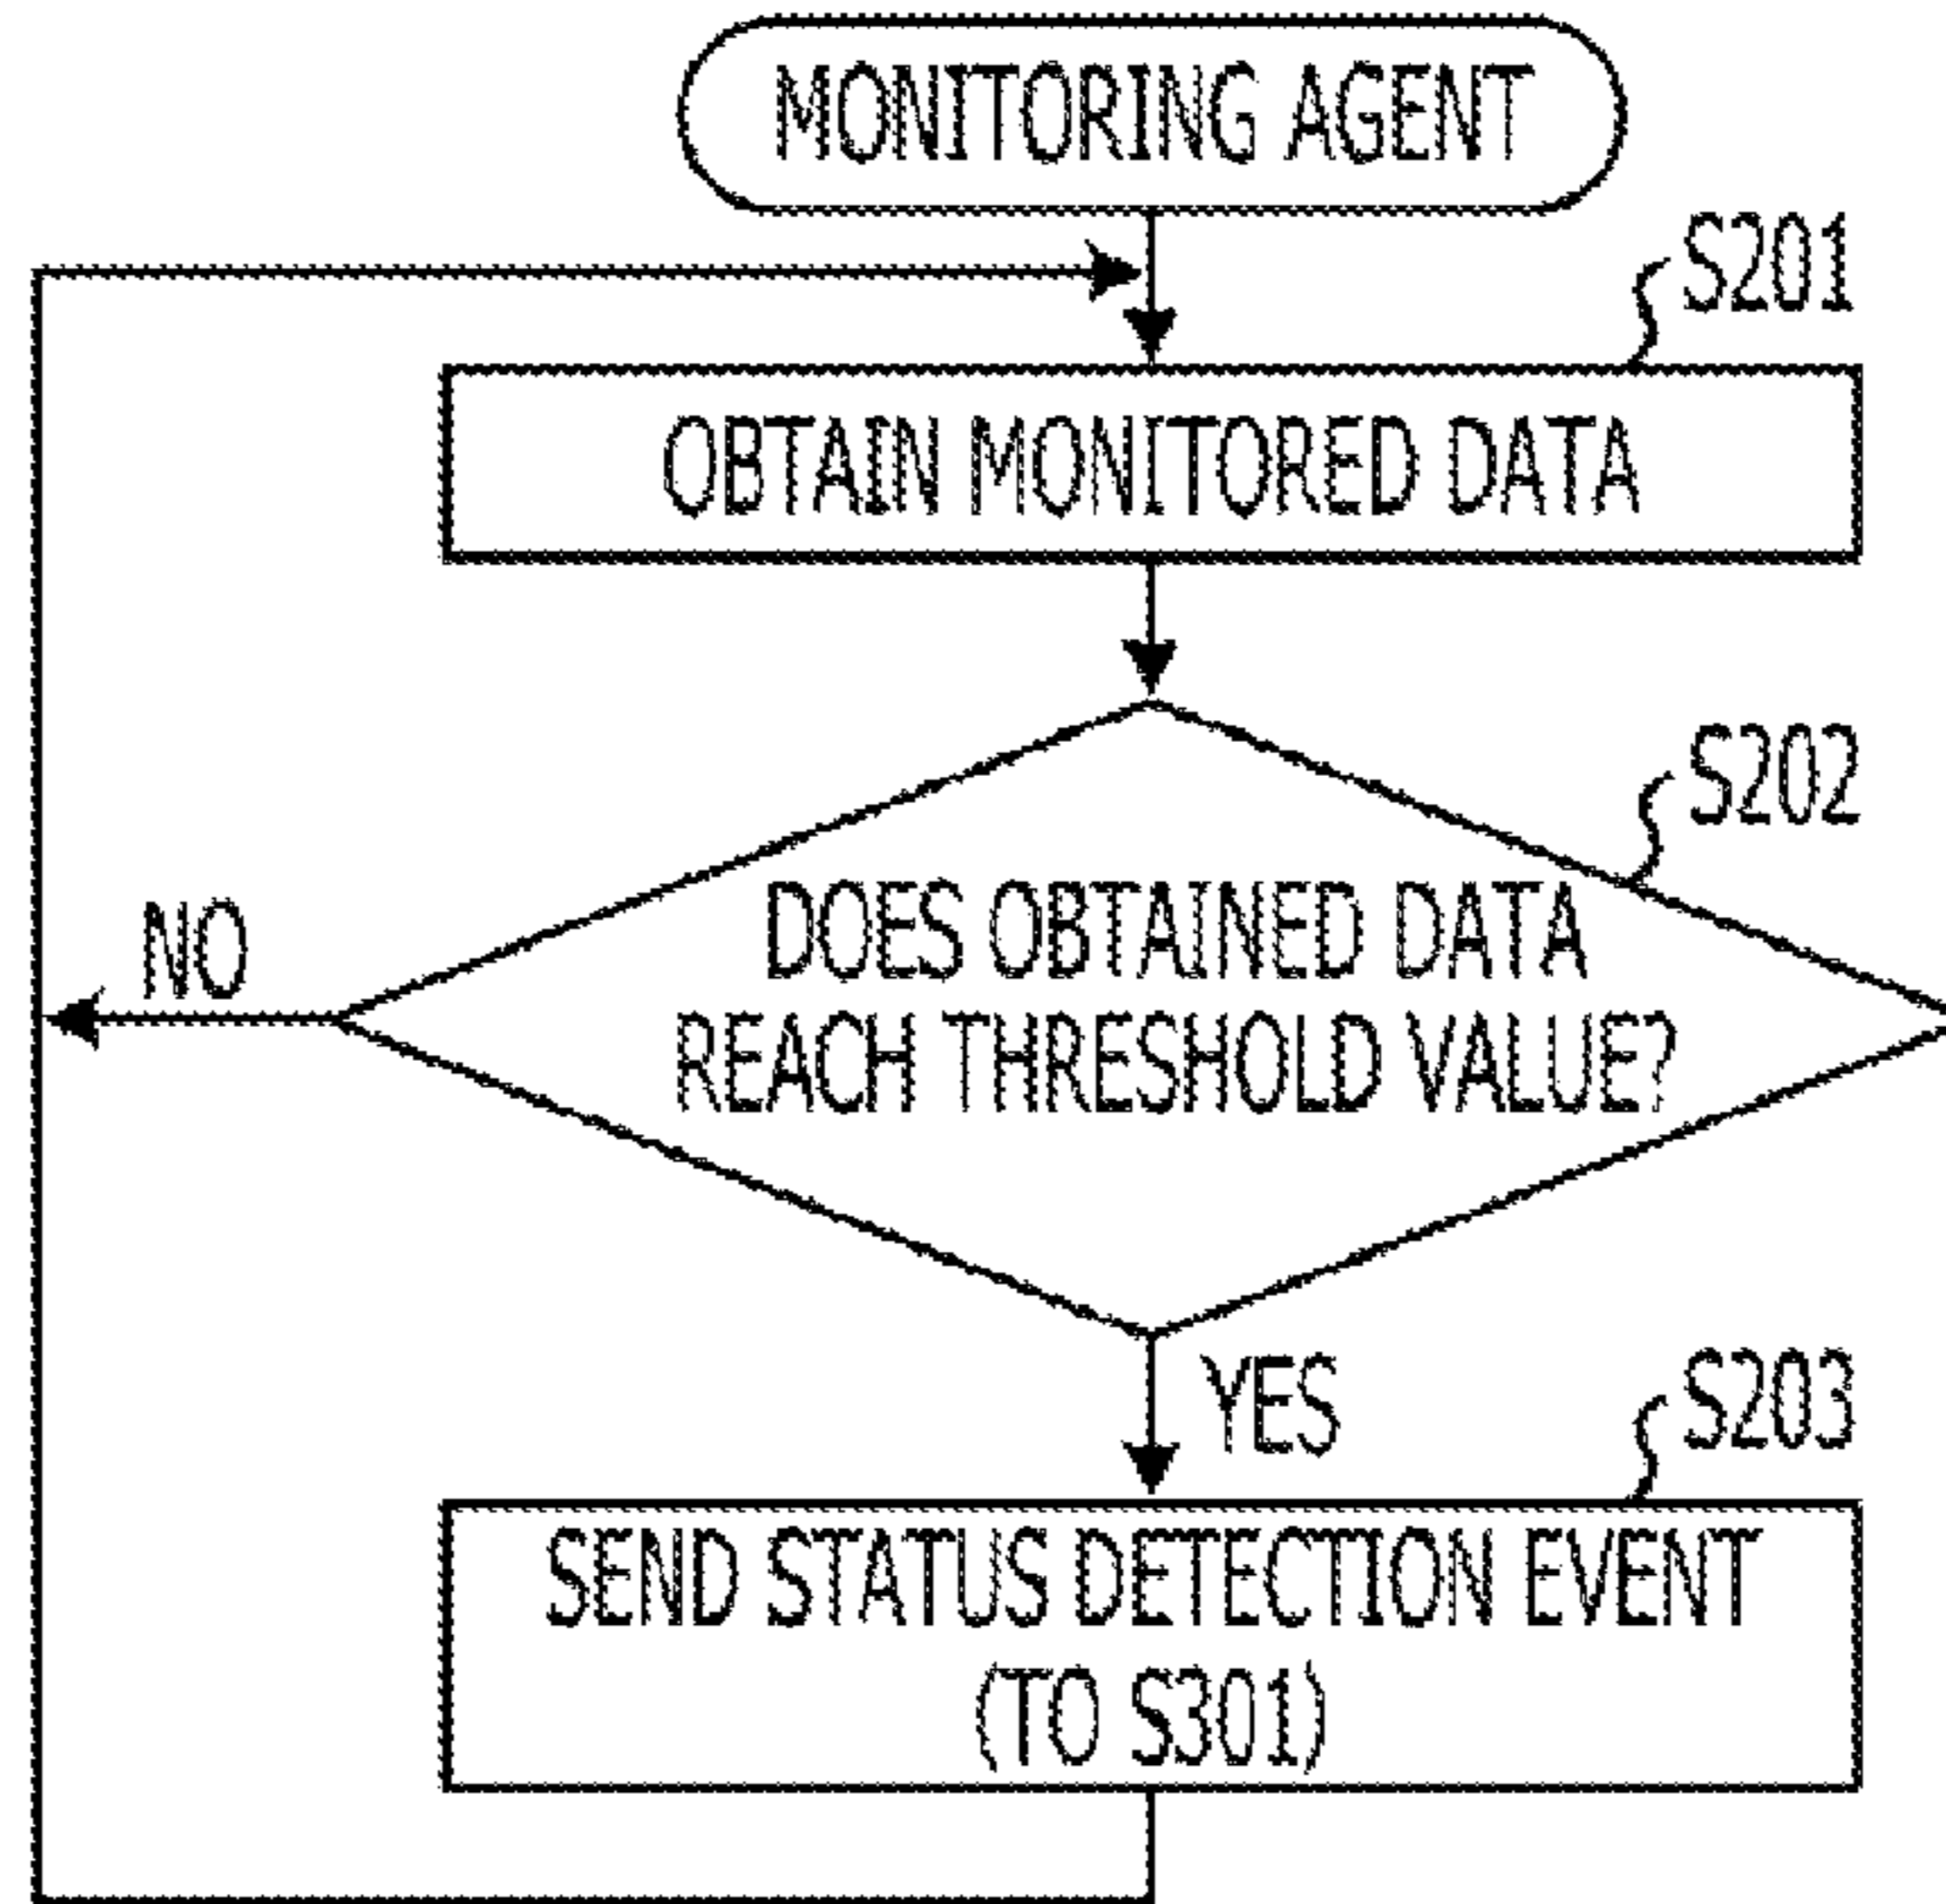 MONITORING AGENT
S201
OBTAIN MONITORED DATA
S202
DOES OBTAINED DATA
REACH THRESHOLD VALUE?
NO
YES
S203
SEND STATUS DETECTION EVENT
(TO S301)